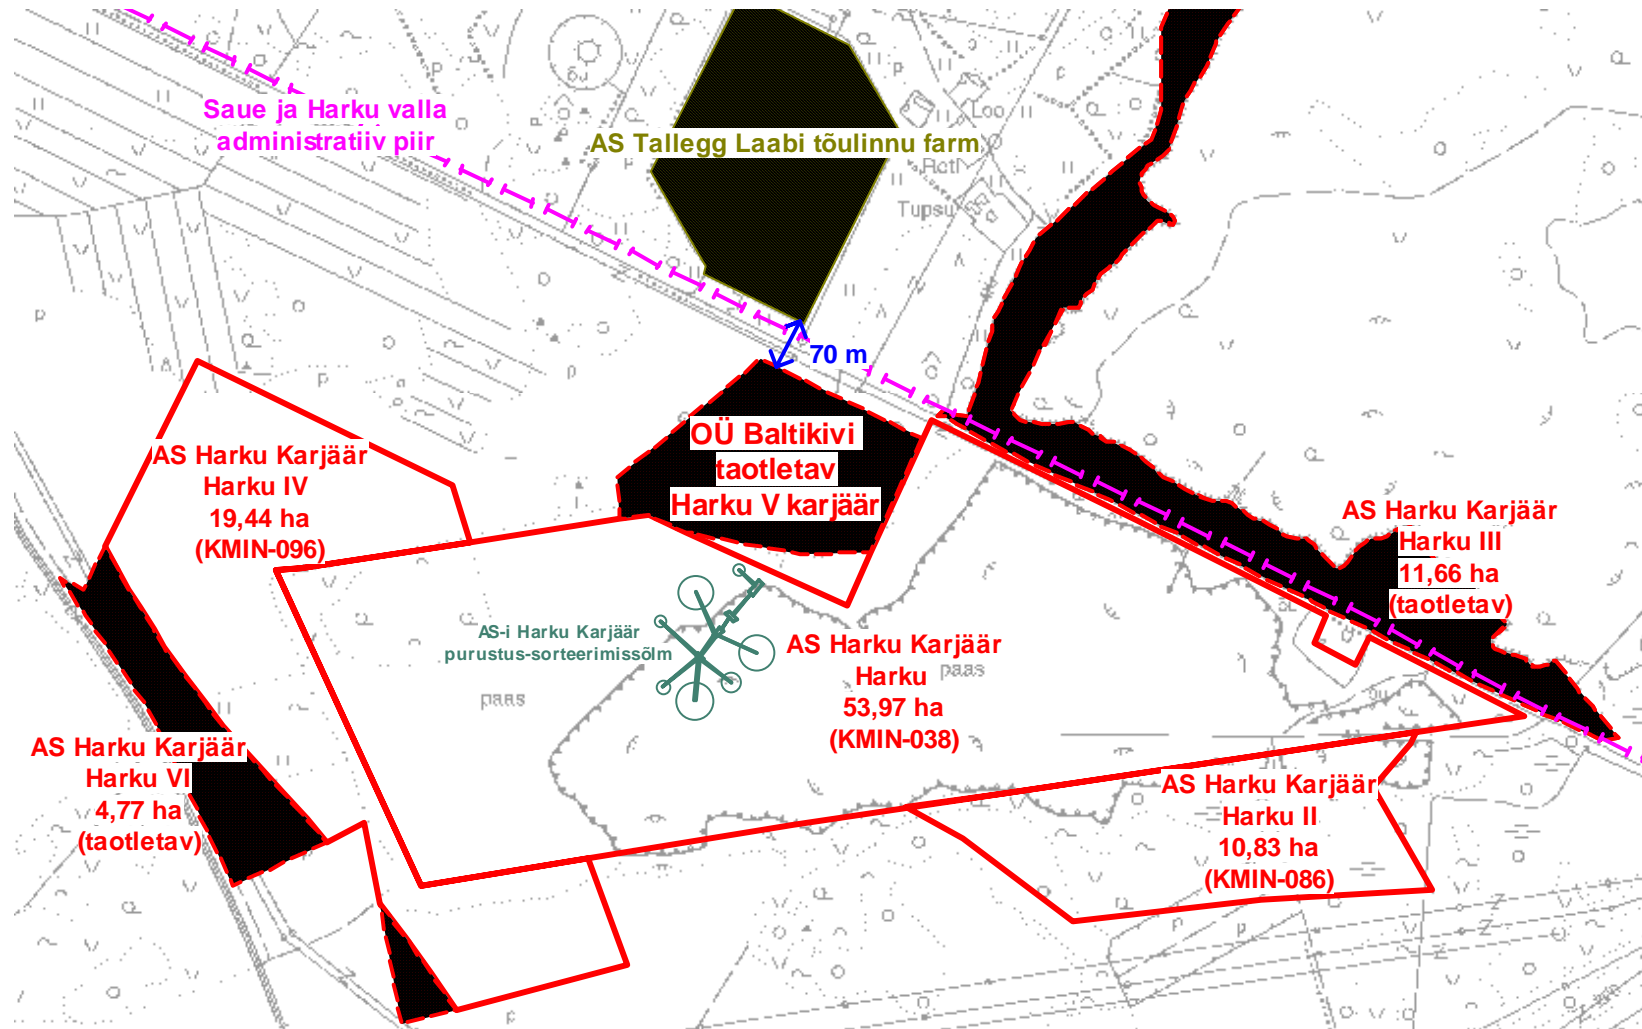 Saue ja Harku valla
administratiiv piir
AS Tallegg Laabi tõulinnu farm
Loo
Tupsu
70 m
OÜ Baltikivi
taotletav
Harku V karjäär
AS Harku Karjäär
Harku IV
19,44 ha
(KMIN-096)
AS Harku Karjäär
Harku III
11,66 ha
(taotletav)
AS-i Harku Karjäär
purustus-sorteerimissõlm
AS Harku Karjäär
Harku
53,97 ha
(KMIN-038)
paas
paas
AS Harku Karjäär
Harku VI
4,77 ha
(taotletav)
AS Harku Karjäär
Harku II
10,83 ha
(KMIN-086)